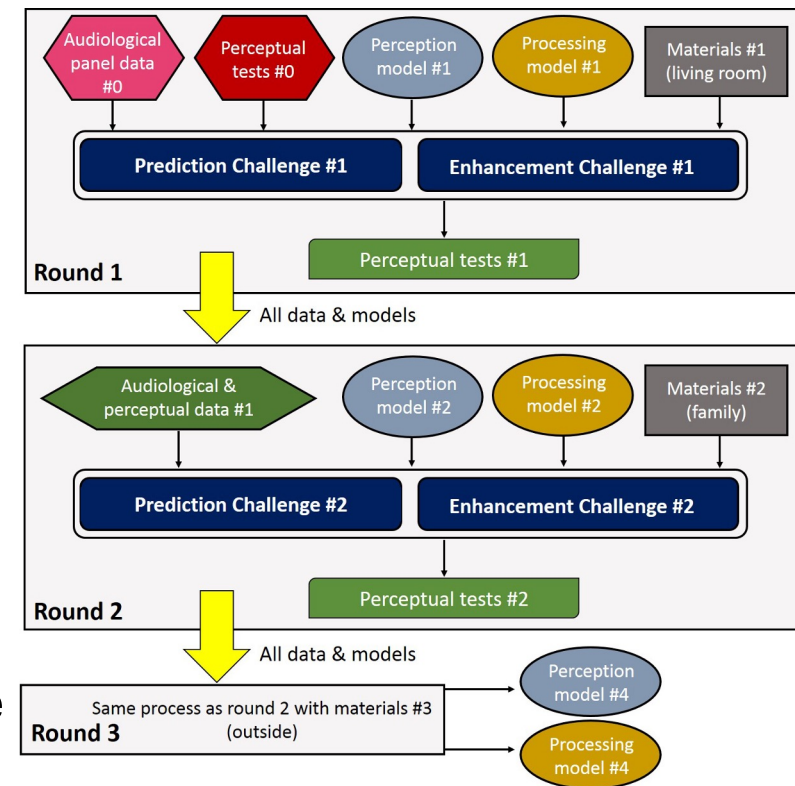 Audiological
panel data
#0
Perceptual
tests #0
Perception
model #1
Processing
model #1
Materials #1
(living room)
Prediction Challenge #1
Enhancement Challenge #1
Perceptual tests #1
Round 1
All data & models
Audiological &
perceptual data #1
Perception
model #2
Processing
model #2
Materials #2
(family)
Prediction Challenge #2
Enhancement Challenge #2
Perceptual tests #2
Round 2
All data & models
e
Same process as round 2 with materials #3
(outside)
Round 3
Perception
model #4
Processing
model #4